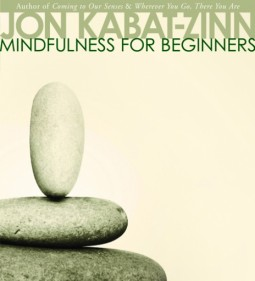 Author of Coming to Our Senses & Wherever You Go, There You Are
JON KABAT-ZINN
MINDFULNESS FOR BEGINNERS